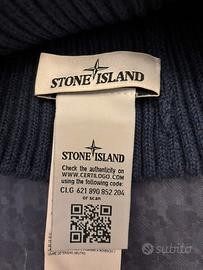 STONE ISLAND
STONE ISLAND
Check the authenticity on
WWW.CERTILOGO.COM
using the following code:
CLG 621 890 852 204
or scan
subito